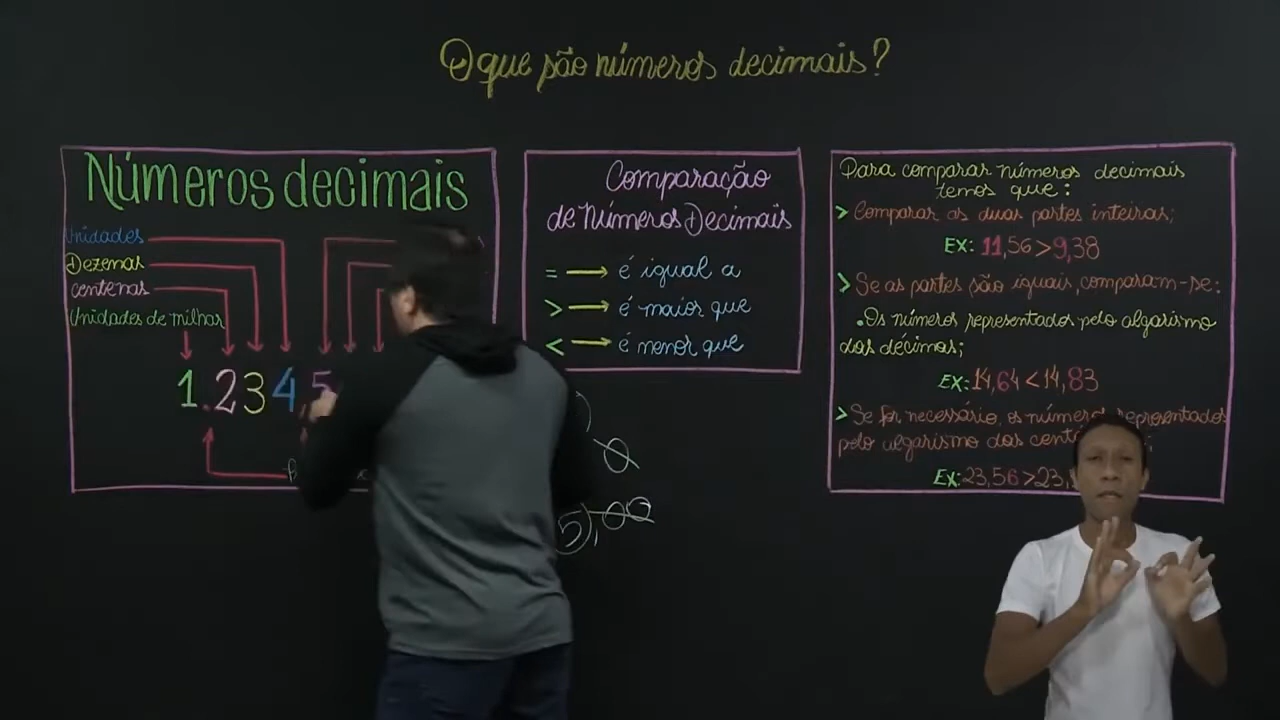 O que são números decimais?
Números decimais
Unidades
Dezenas
centenas
Unidades de milhar
1.234,5
Comparação
de Números Decimais
= → é igual a
> → é maior que
< → é menor que
5),00
Para comparar números decimais
temos que:
> Comparar as duas partes inteiras;
EX: 11,56>9,38
> Se as partes são iguais, comparam-se:
.Os números representados pelo algarismo
dos décimos;
EX: 14,64<14,83
> Se for necessário, os números representados
pelo algarismo dos
EX: 23,56>23,